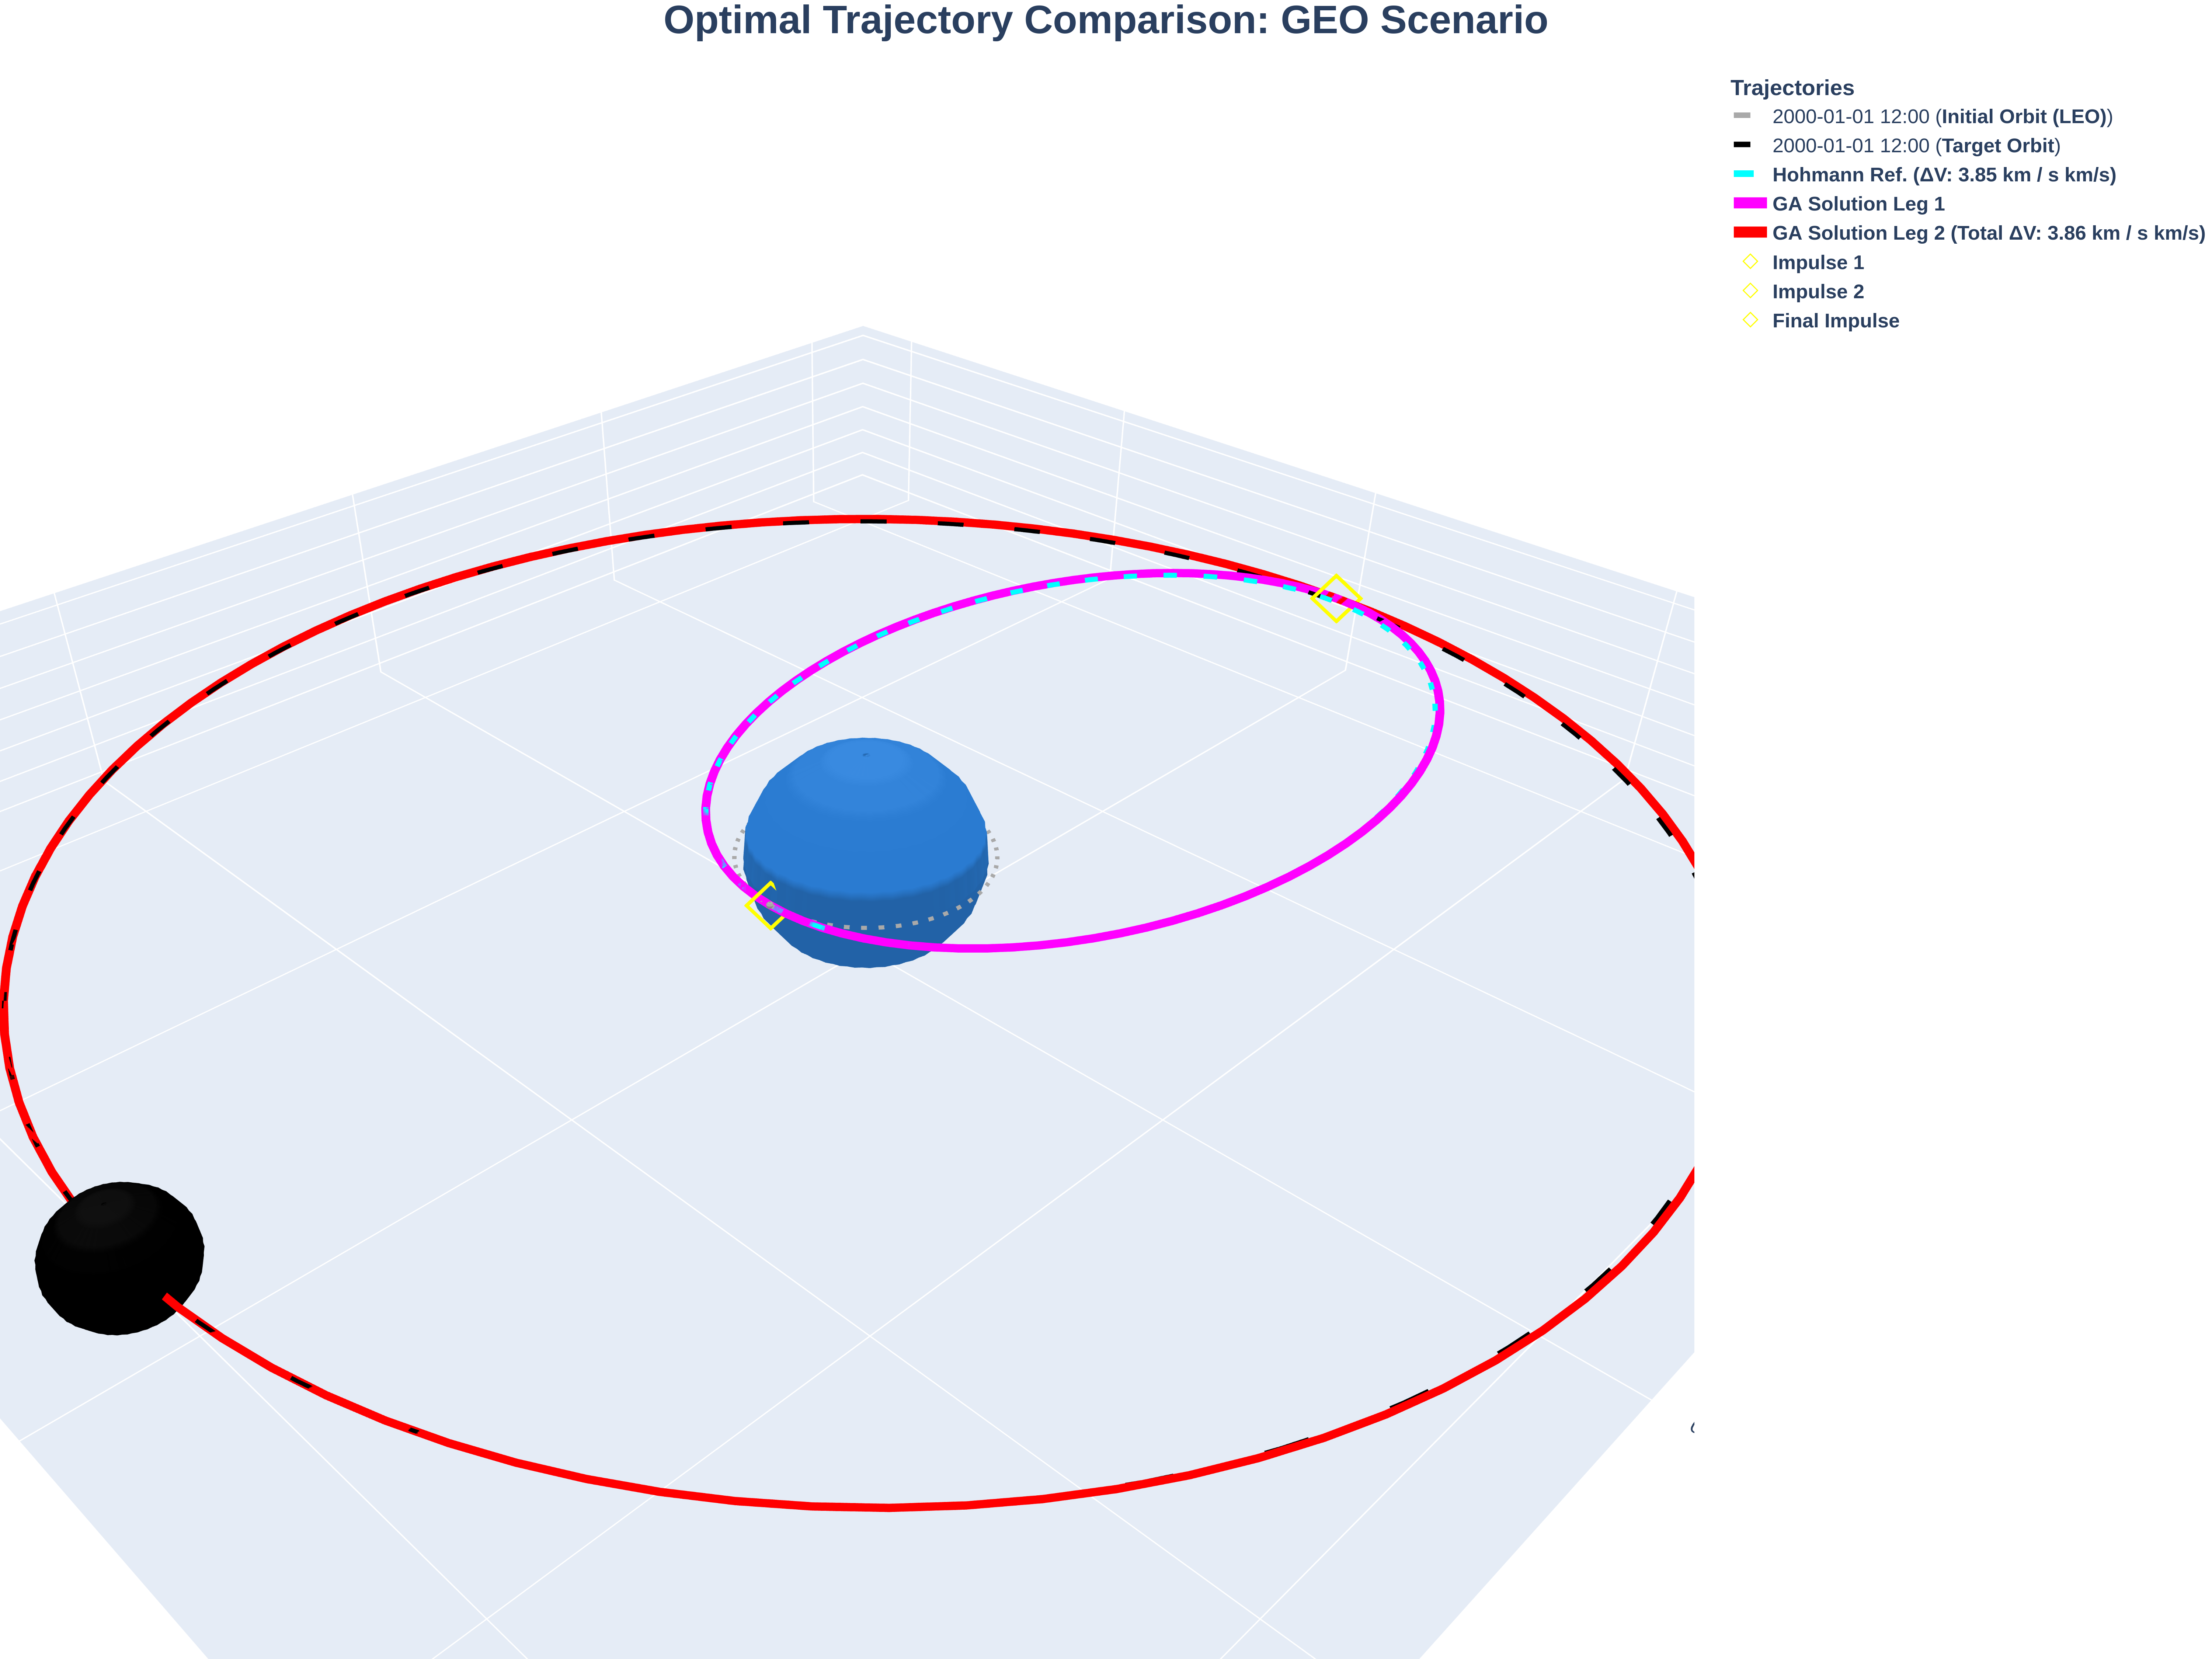 Optimal Trajectory Comparison: GEO Scenario
Trajectories
2000-01-01 12:00 (Initial Orbit (LEO))
2000-01-01 12:00 (Target Orbit)
Hohmann Ref. (ΔV: 3.85 km / s km/s)
GA Solution Leg 1
GA Solution Leg 2 (Total ΔV: 3.86 km / s km/s)
Impulse 1
Impulse 2
Final Impulse